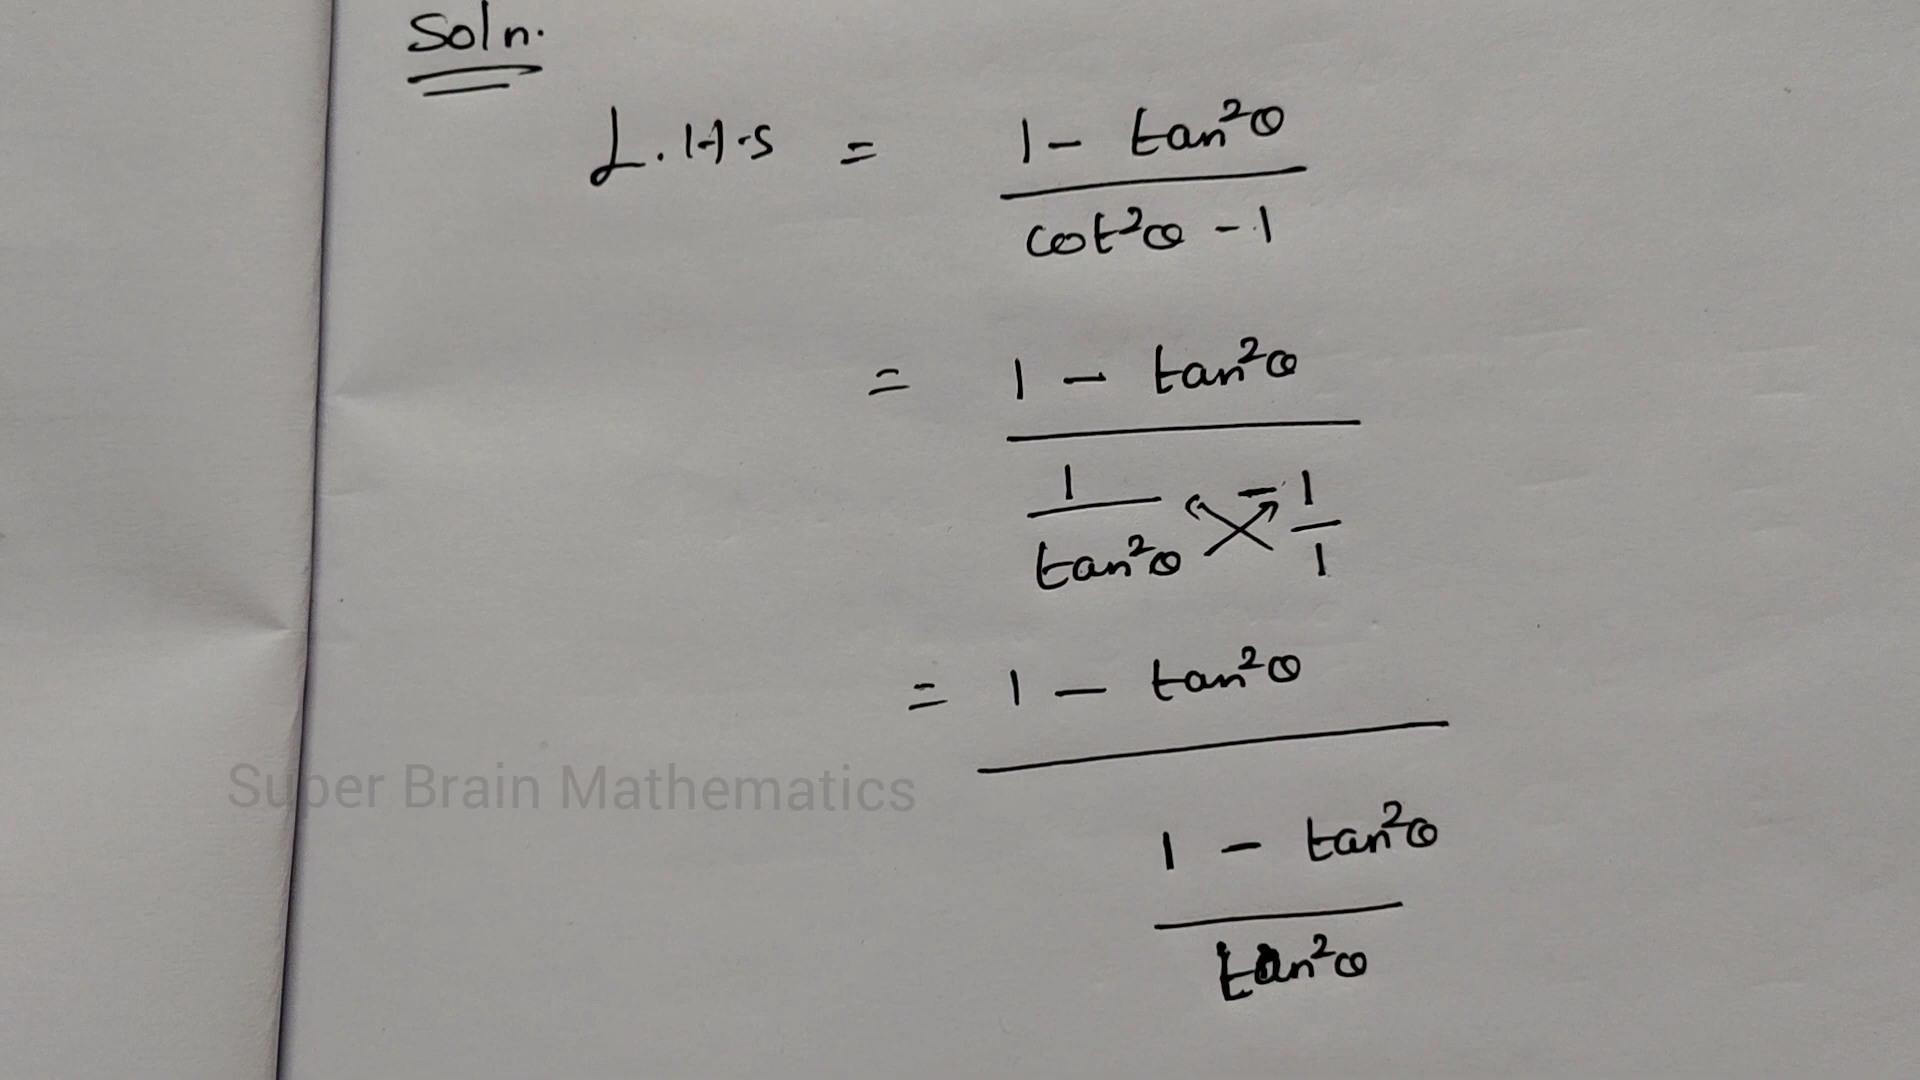 Soln.
L.H.S = 1 - tan²θ
cot²θ - 1
= 1 - tan²θ
1 - 1
tan²θ 1
= 1 - tan²θ
Super Brain Mathematics
1 - tan²θ
tan²θ